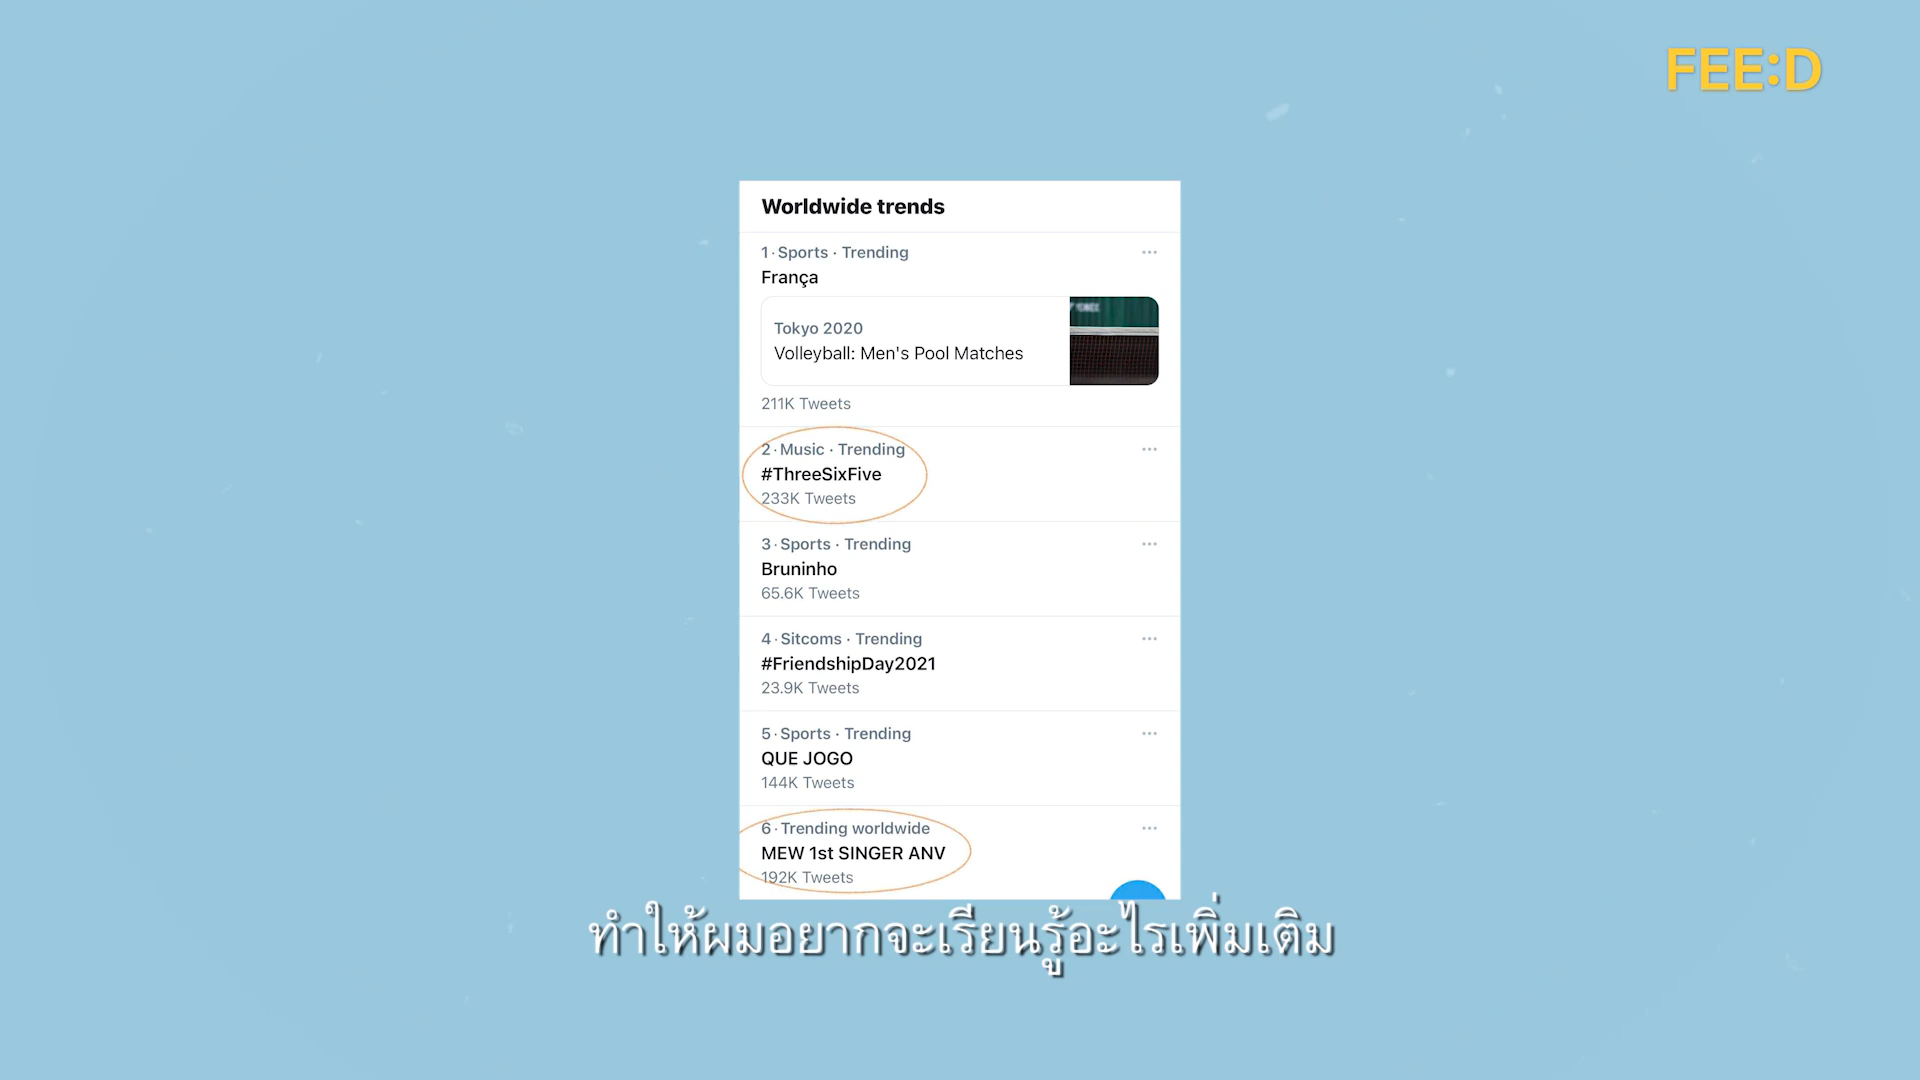 FEE:D
Worldwide trends
1 · Sports · Trending
França
Tokyo 2020
Volleyball: Men's Pool Matches
211K Tweets
2 · Music · Trending
#ThreeSixFive
233K Tweets
3 · Sports · Trending
Bruninho
65.6K Tweets
4 · Sitcoms · Trending
#FriendshipDay2021
23.9K Tweets
5 · Sports · Trending
QUE JOGO
144K Tweets
6 · Trending worldwide
MEW 1st SINGER ANV
192K Tweets
ทำให้ผมอยากจะเรียนรู้อะไรเพิ่มเติม